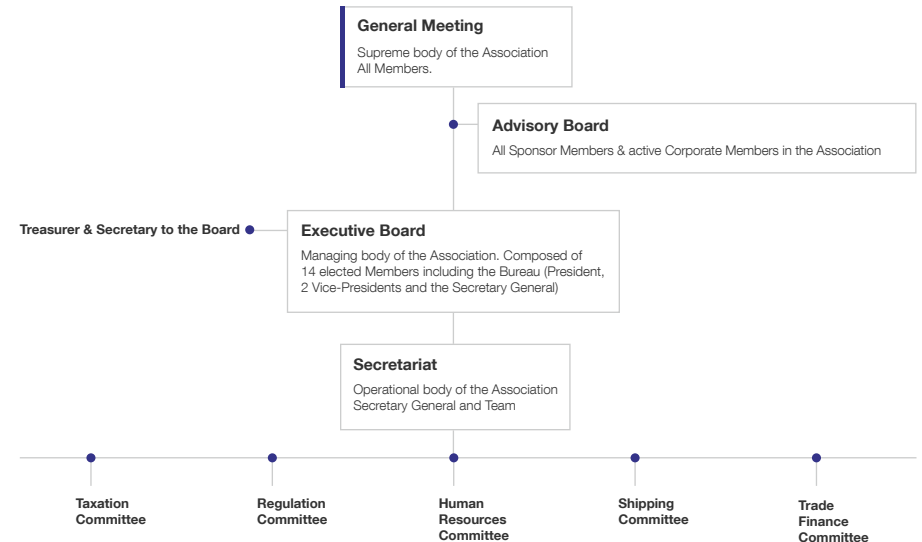 General Meeting
Supreme body of the Association
All Members.
Advisory Board
All Sponsor Members & active Corporate Members in the Association
Treasurer & Secretary to the Board
Executive Board
Managing body of the Association. Composed of
14 elected Members including the Bureau (President,
2 Vice-Presidents and the Secretary General)
Secretariat
Operational body of the Association
Secretary General and Team
Taxation
Committee
Regulation
Committee
Human
Resources
Committee
Shipping
Committee
Trade
Finance
Committee